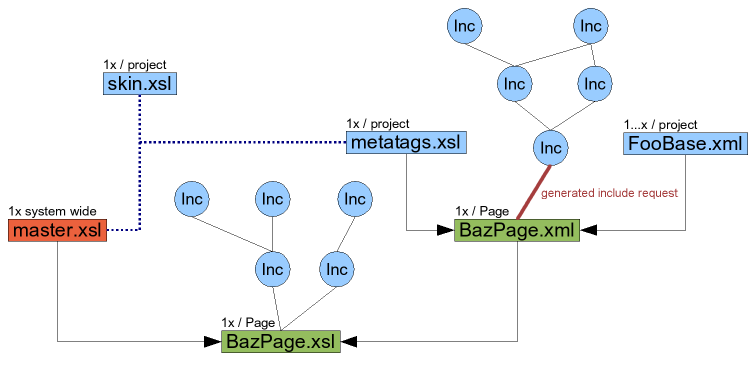 Inc
Inc
1x / project
skin.xsl
Inc
Inc
1x / project
metatags.xsl
1...x / project
FooBase.xml
Inc
generated include request
Inc
Inc
Inc
1x system wide
master.xsl
1x / Page
BazPage.xml
Inc
Inc
1x / Page
BazPage.xsl